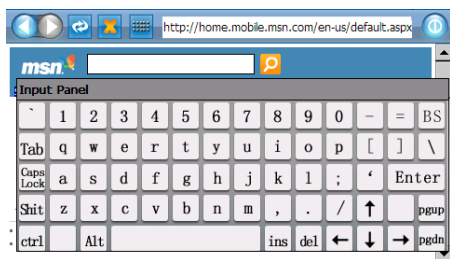 http://home.mobile.msn.com/en-us/default.aspx
msn
Input Panel
` 1 2 3 4 5 6 7 8 9 0 - = BS
Tab q w e r t y u i o p [ ] \
Caps Lock a s d f g h j k l ; ‘ Enter
Shit z x c v b n m , . / ↑ pgup
ctrl Alt ins del ← ↓ → pgdn